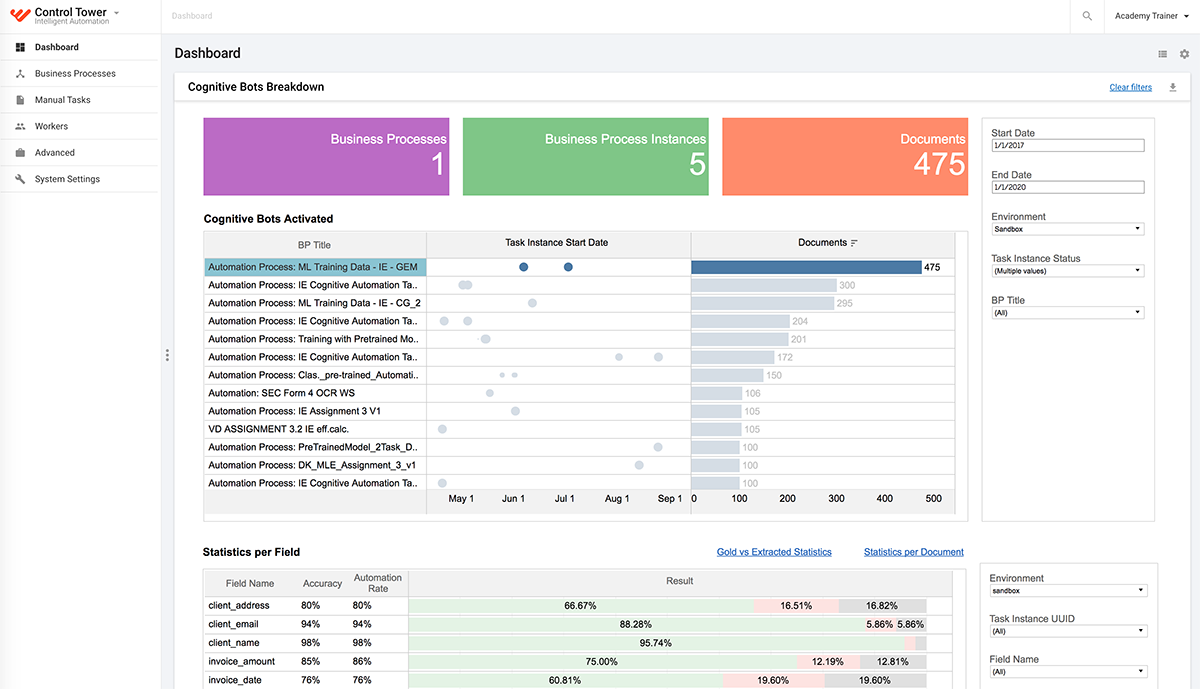 Control Tower
Intelligent Automation
Dashboard
Academy Trainer
Dashboard
Business Processes
Manual Tasks
Workers
Advanced
System Settings
Dashboard
Cognitive Bots Breakdown
Clear filters
Business Processes
1
Business Process Instances
5
Documents
475
Start Date
1/1/2017
End Date
1/1/2020
Environment
Sandbox
Task Instance Status
(Multiple values)
BP Title
(All)
Cognitive Bots Activated
BP Title Task Instance Start Date Documents
Automation Process: ML Training Data - IE - GEM 475
Automation Process: IE Cognitive Automation Ta.. 300
Automation Process: ML Training Data - IE - CG_2 295
Automation Process: IE Cognitive Automation Ta.. 204
Automation Process: Training with Pretrained Mo.. 201
Automation Process: IE Cognitive Automation Ta.. 172
Automation Process: Clas._pre-trained_Automati.. 150
Automation: SEC Form 4 OCR WS 106
Automation Process: IE Assignment 3 V1 105
VD ASSIGNMENT 3.2 IE eff.calc. 105
Automation Process: PreTrainedModel_2Task_D.. 100
Automation Process: DK_MLE_Assignment_3_v1 100
Automation Process: IE Cognitive Automation Ta.. 100
May 1 Jun 1 Jul 1 Aug 1 Sep 1 0 100 200 300 400 500
Statistics per Field
Gold vs Extracted Statistics
Statistics per Document
Field Name Accuracy Automation Rate Result
client_address 80% 80% 66.67% 16.51% 16.82%
client_email 94% 94% 88.28% 5.86% 5.86%
client_name 98% 98% 95.74%
invoice_amount 85% 86% 75.00% 12.19% 12.81%
invoice_date 76% 76% 60.81% 19.60% 19.60%
Environment
sandbox
Task Instance UUID
(All)
Field Name
(All)